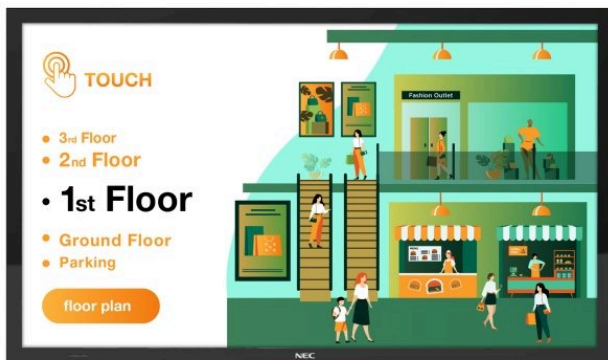 TOUCH
3rd Floor
2nd Floor
1st Floor
Ground Floor
Parking
floor plan
Fashion Outlet
NEC